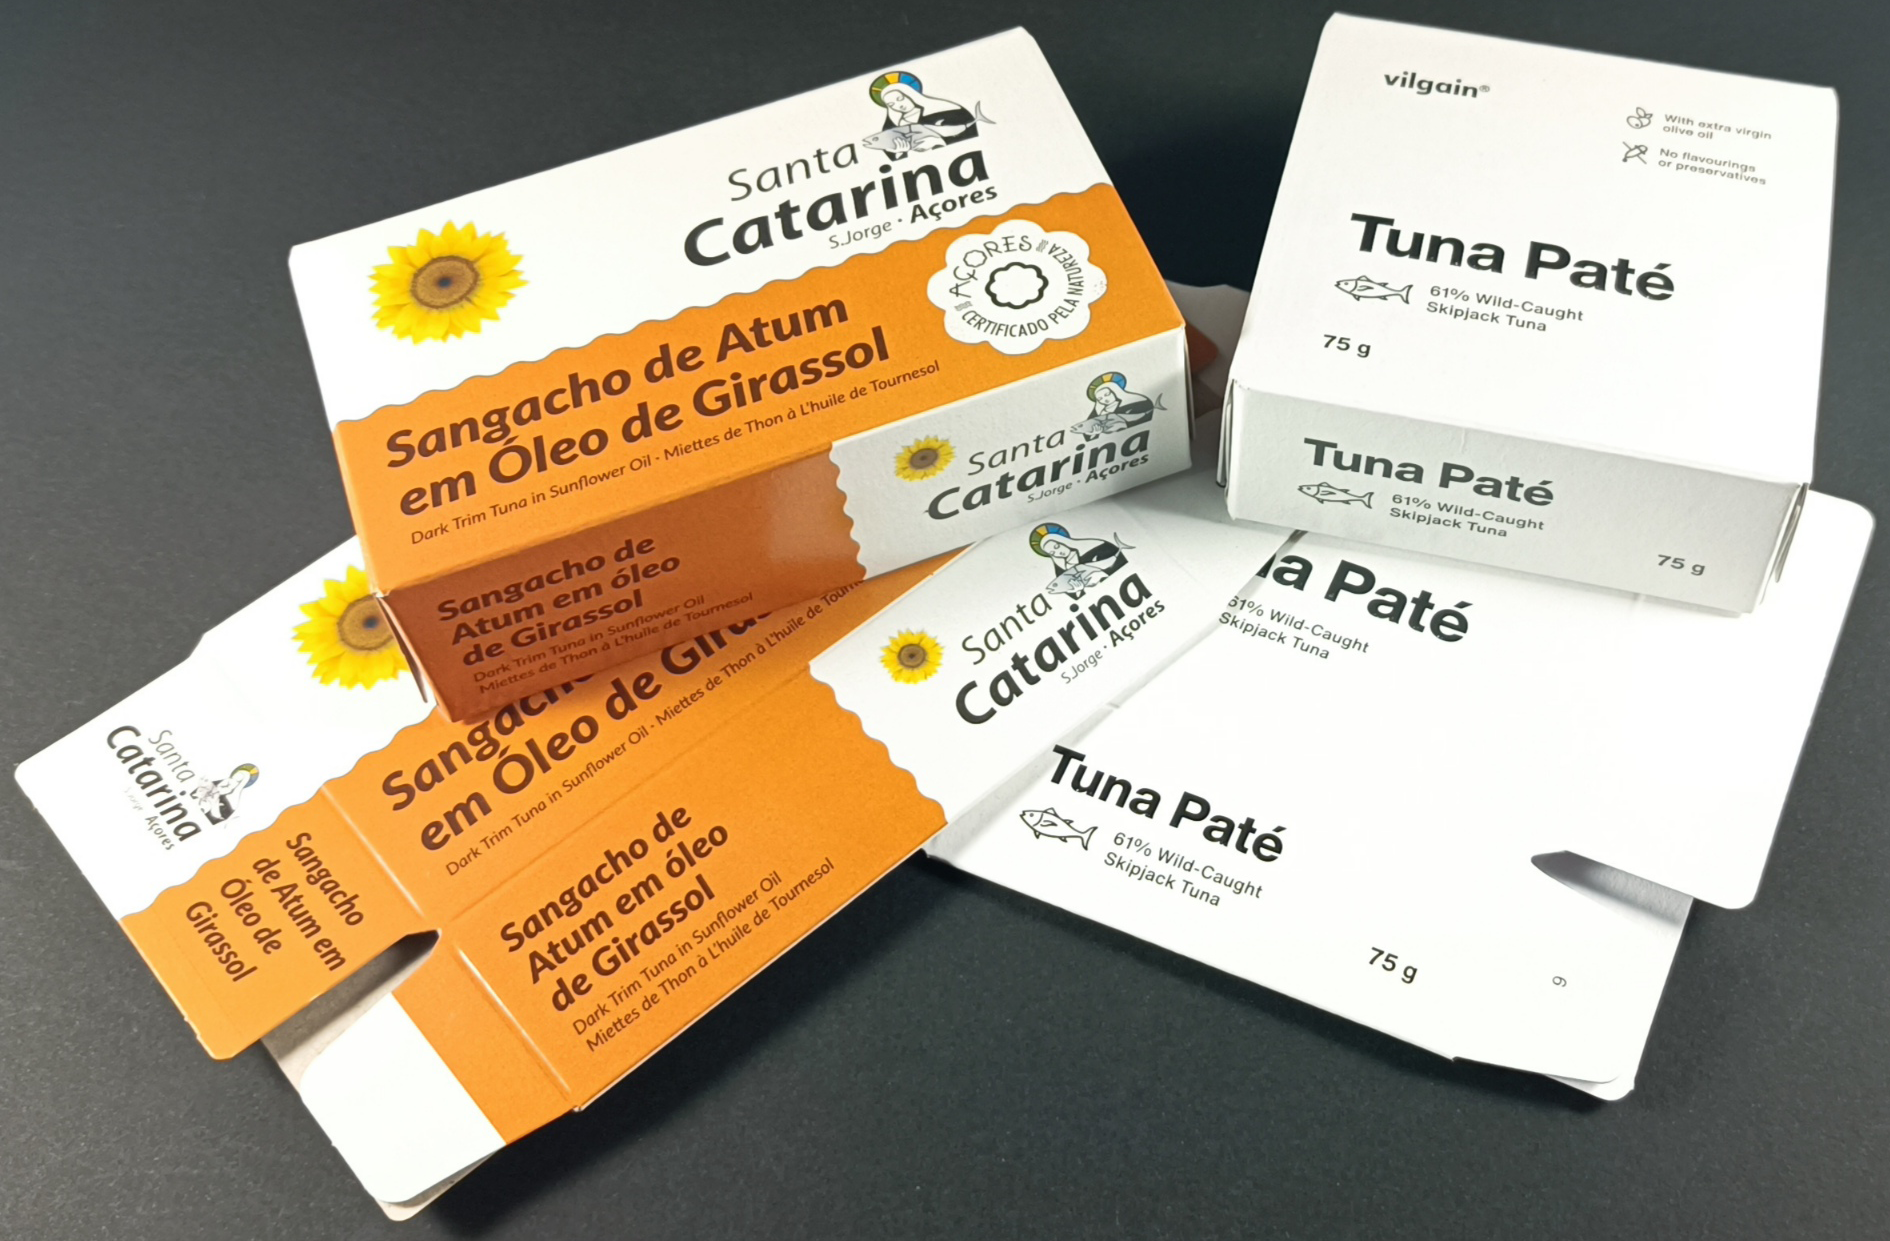 Santa
Catarina
S.Jorge · Açores
AÇORES
CERTIFICADO PELA NATUREZA
Sangacho de Atum
em Óleo de Girassol
Dark Trim Tuna in Sunflower Oil - Miettes de Thon à L'huile de Tournesol
Santa
Catarina
S.Jorge · Açores
Sangacho de
Atum em óleo
de Girassol
Dark Trim Tuna in Sunflower Oil
Miettes de Thon à L'huile de Tournesol
vilgain®
With extra virgin
olive oil
No flavourings
or preservatives
Tuna Paté
61% Wild-Caught
Skipjack Tuna
75 g
Tuna Paté
61% Wild-Caught
Skipjack Tuna
75 g
Santa
Catarina
S.Jorge · Açores
Sangacho
de Atum em
Óleo de
Girassol
em Óleo de
Dark Trim Tuna in Sunflower Oil - Miettes de Thon à L'huile de
Santa
Catarina
S.Jorge · Açores
Sangacho de
Atum em óleo
de Girassol
Dark Trim Tuna in Sunflower Oil
Miettes de Thon à L'huile de Tournesol
Paté
61% Wild-Caught
Skipjack Tuna
Tuna Paté
61% Wild-Caught
Skipjack Tuna
75 g